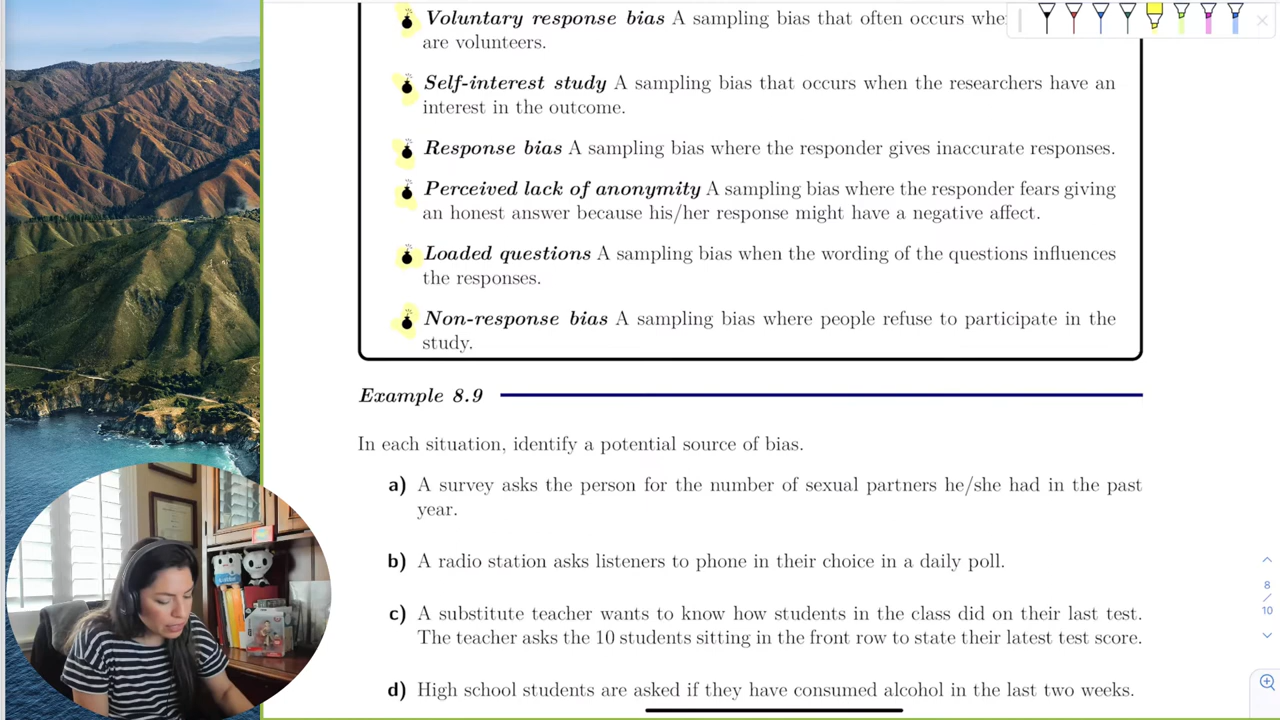 Voluntary response bias A sampling bias that often occurs
are volunteers.
Self-interest study A sampling bias that occurs when the researchers have an
interest in the outcome.
Response bias A sampling bias where the responder gives inaccurate responses.
Perceived lack of anonymity A sampling bias where the responder fears giving
an honest answer because his/her response might have a negative affect.
Loaded questions A sampling bias when the wording of the questions influences
the responses.
Non-response bias A sampling bias where people refuse to participate in the
study.
Example 8.9
In each situation, identify a potential source of bias.
a) A survey asks the person for the number of sexual partners he/she had in the past
year.
b) A radio station asks listeners to phone in their choice in a daily poll.
c) A substitute teacher wants to know how students in the class did on their last test.
The teacher asks the 10 students sitting in the front row to state their latest test score.
d) High school students are asked if they have consumed alcohol in the last two weeks.
8
/
10